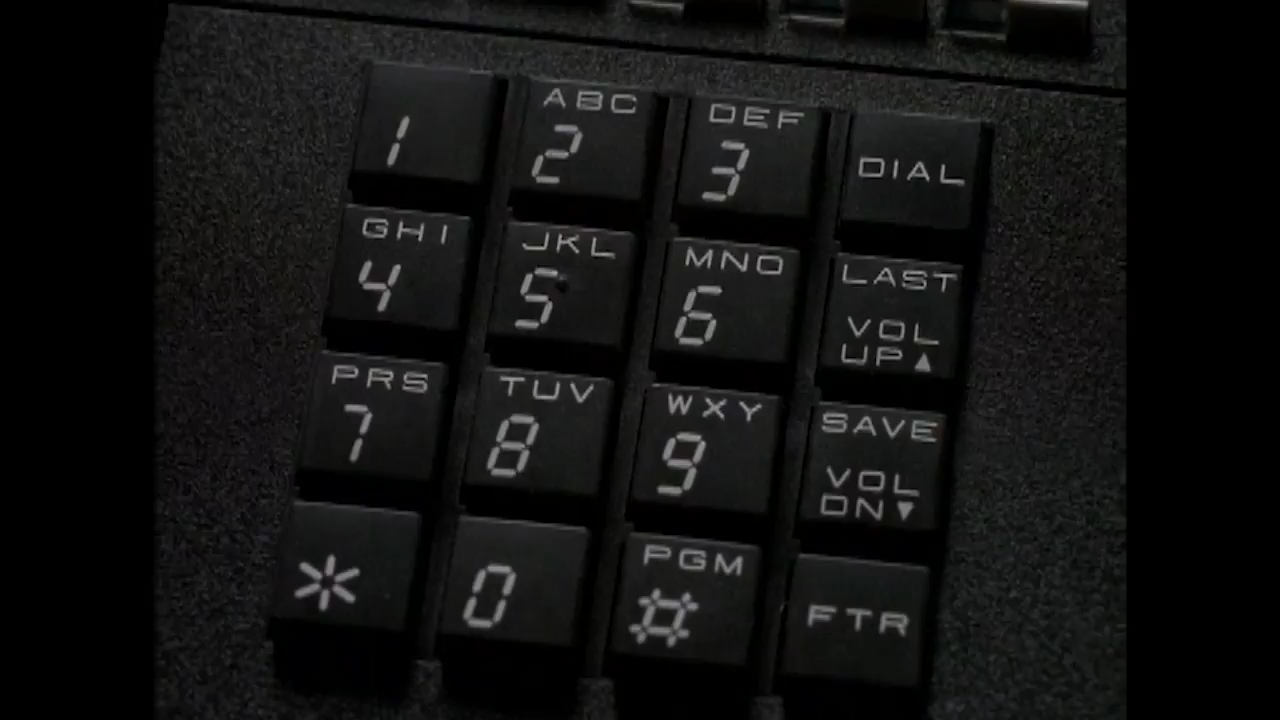 1
ABC
2
DEF
3
DIAL
GHI
4
JKL
5
MNO
6
LAST
VOL
UP▲
PRS
7
TUV
8
WXY
9
SAVE
VOL
DN▼
*
0
PGM
#
FTR